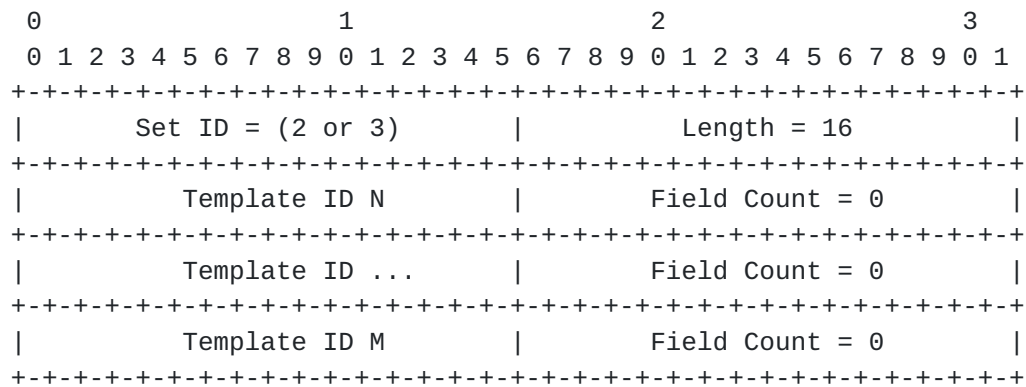 0                   1                   2                   3
 0 1 2 3 4 5 6 7 8 9 0 1 2 3 4 5 6 7 8 9 0 1 2 3 4 5 6 7 8 9 0 1
+-+-+-+-+-+-+-+-+-+-+-+-+-+-+-+-+-+-+-+-+-+-+-+-+-+-+-+-+-+-+-+-+
|       Set ID = (2 or 3)       |          Length = 16          |
+-+-+-+-+-+-+-+-+-+-+-+-+-+-+-+-+-+-+-+-+-+-+-+-+-+-+-+-+-+-+-+-+
|          Template ID N        |        Field Count = 0        |
+-+-+-+-+-+-+-+-+-+-+-+-+-+-+-+-+-+-+-+-+-+-+-+-+-+-+-+-+-+-+-+-+
|          Template ID ...      |        Field Count = 0        |
+-+-+-+-+-+-+-+-+-+-+-+-+-+-+-+-+-+-+-+-+-+-+-+-+-+-+-+-+-+-+-+-+
|          Template ID M        |        Field Count = 0        |
+-+-+-+-+-+-+-+-+-+-+-+-+-+-+-+-+-+-+-+-+-+-+-+-+-+-+-+-+-+-+-+-+